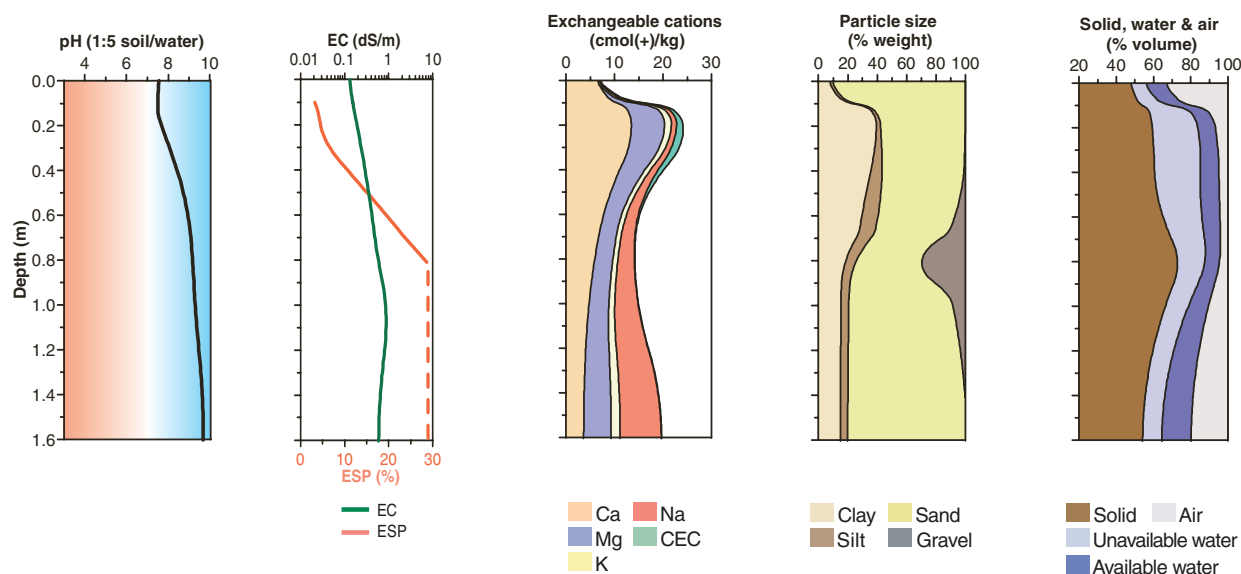 pH (1:5 soil/water)
4 6 8 10
Depth (m)
0.0
0.2
0.4
0.6
0.8
1.0
1.2
1.4
1.6
EC (dS/m)
0.01 0.1 1 10
0 10 20 30
ESP (%)
EC
ESP
Exchangeable cations
(cmol(+)/kg)
0 10 20 30
Ca Na
Mg CEC
K
Particle size
(% weight)
0 20 40 60 80 100
Clay Sand
Silt Gravel
Solid, water & air
(% volume)
20 40 60 80 100
Solid Air
Unavailable water
Available water